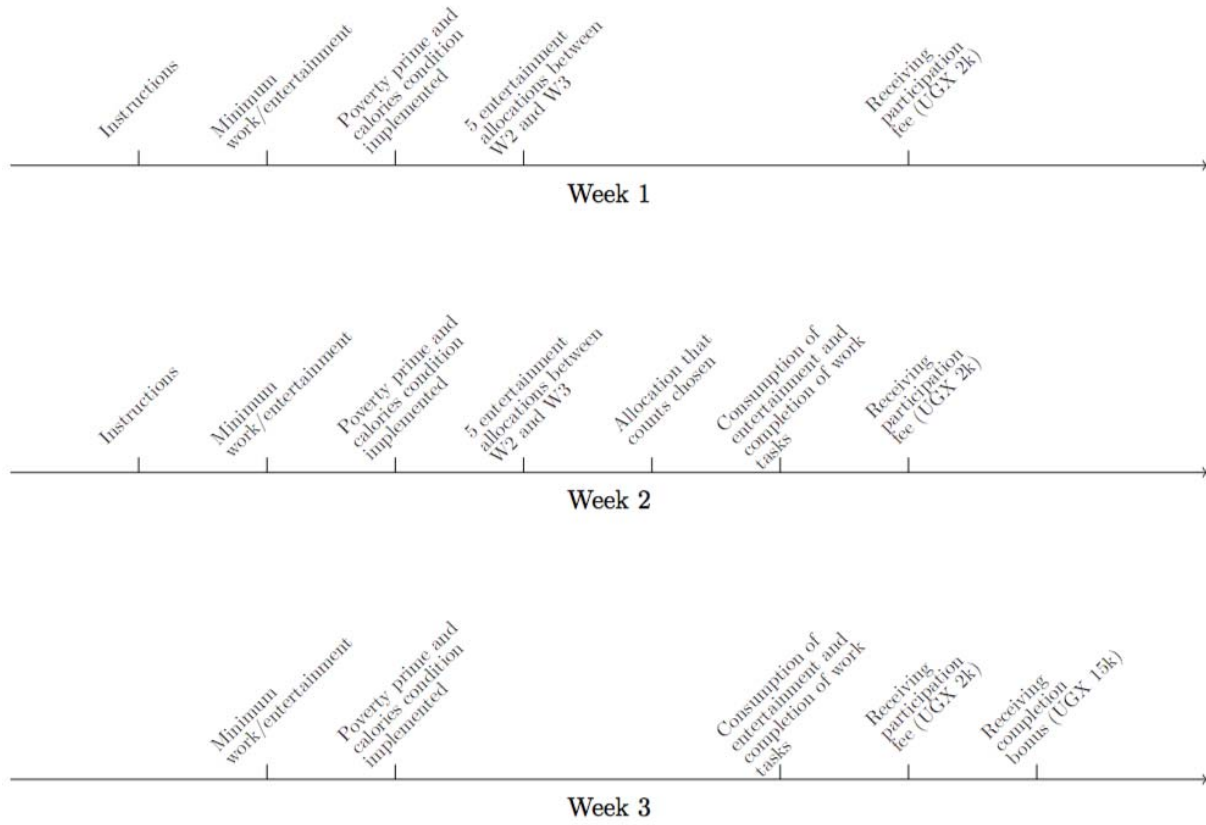 Instructions
Minimum
work/entertainment
Poverty prime and
calories condition
implemented
5 entertainment
allocations between
W2 and W3
Receiving
participation
fee (UGX 2k)
Week 1
Instructions
Minimum
work/entertainment
Poverty prime and
calories condition
implemented
5 entertainment
allocations between
W2 and W3
Allocation that
counts chosen
Consumption of
entertainment and
completion of work
tasks
Receiving
participation
fee (UGX 2k)
Week 2
Minimum
work/entertainment
Poverty prime and
calories condition
implemented
Consumption of
entertainment and
completion of work
tasks
Receiving
participation
fee (UGX 2k)
Receiving
completion
bonus (UGX 15k)
Week 3